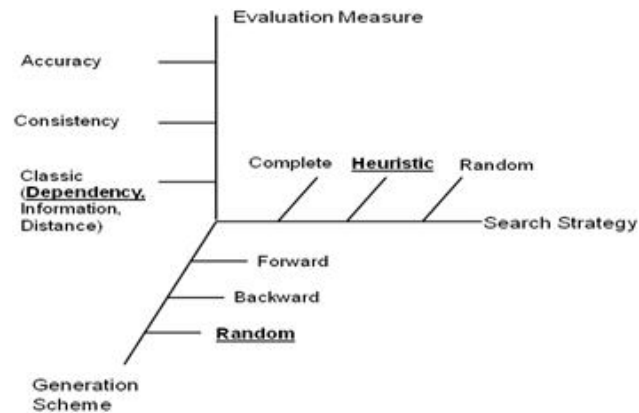 Evaluation Measure
Accuracy
Consistency
Classic
(Dependency,
Information,
Distance)
Complete
Heuristic
Random
Search Strategy
Forward
Backward
Random
Generation
Scheme